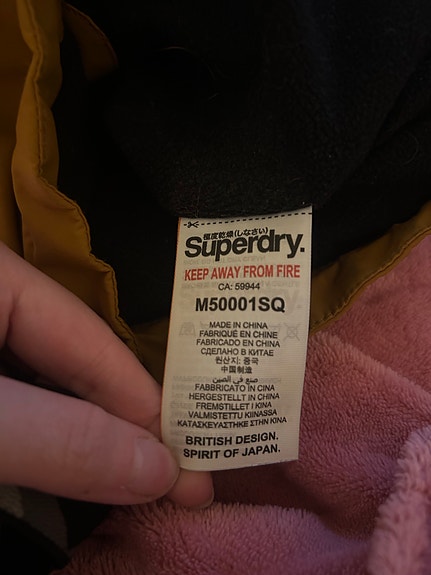 極度乾燥(しなさい)
Superdry.
KEEP AWAY FROM FIRE
CA: 59944
M50001SQ
MADE IN CHINA
FABRIQUÉ EN CHINE
FABRICADO EN CHINA
СДЕЛАНО В КИТАЕ
원산지: 중국
中国制造
صنع في الصين
FABBRICATO IN CINA
HERGESTELLT IN CHINA
FREMSTILLET I KINA
VALMISTETTU KIINASSA
ΚΑΤΑΣΚΕΥΑΣΤΗΚΕ ΣΤΗΝ ΚΙΝΑ
BRITISH DESIGN.
SPIRIT OF JAPAN.